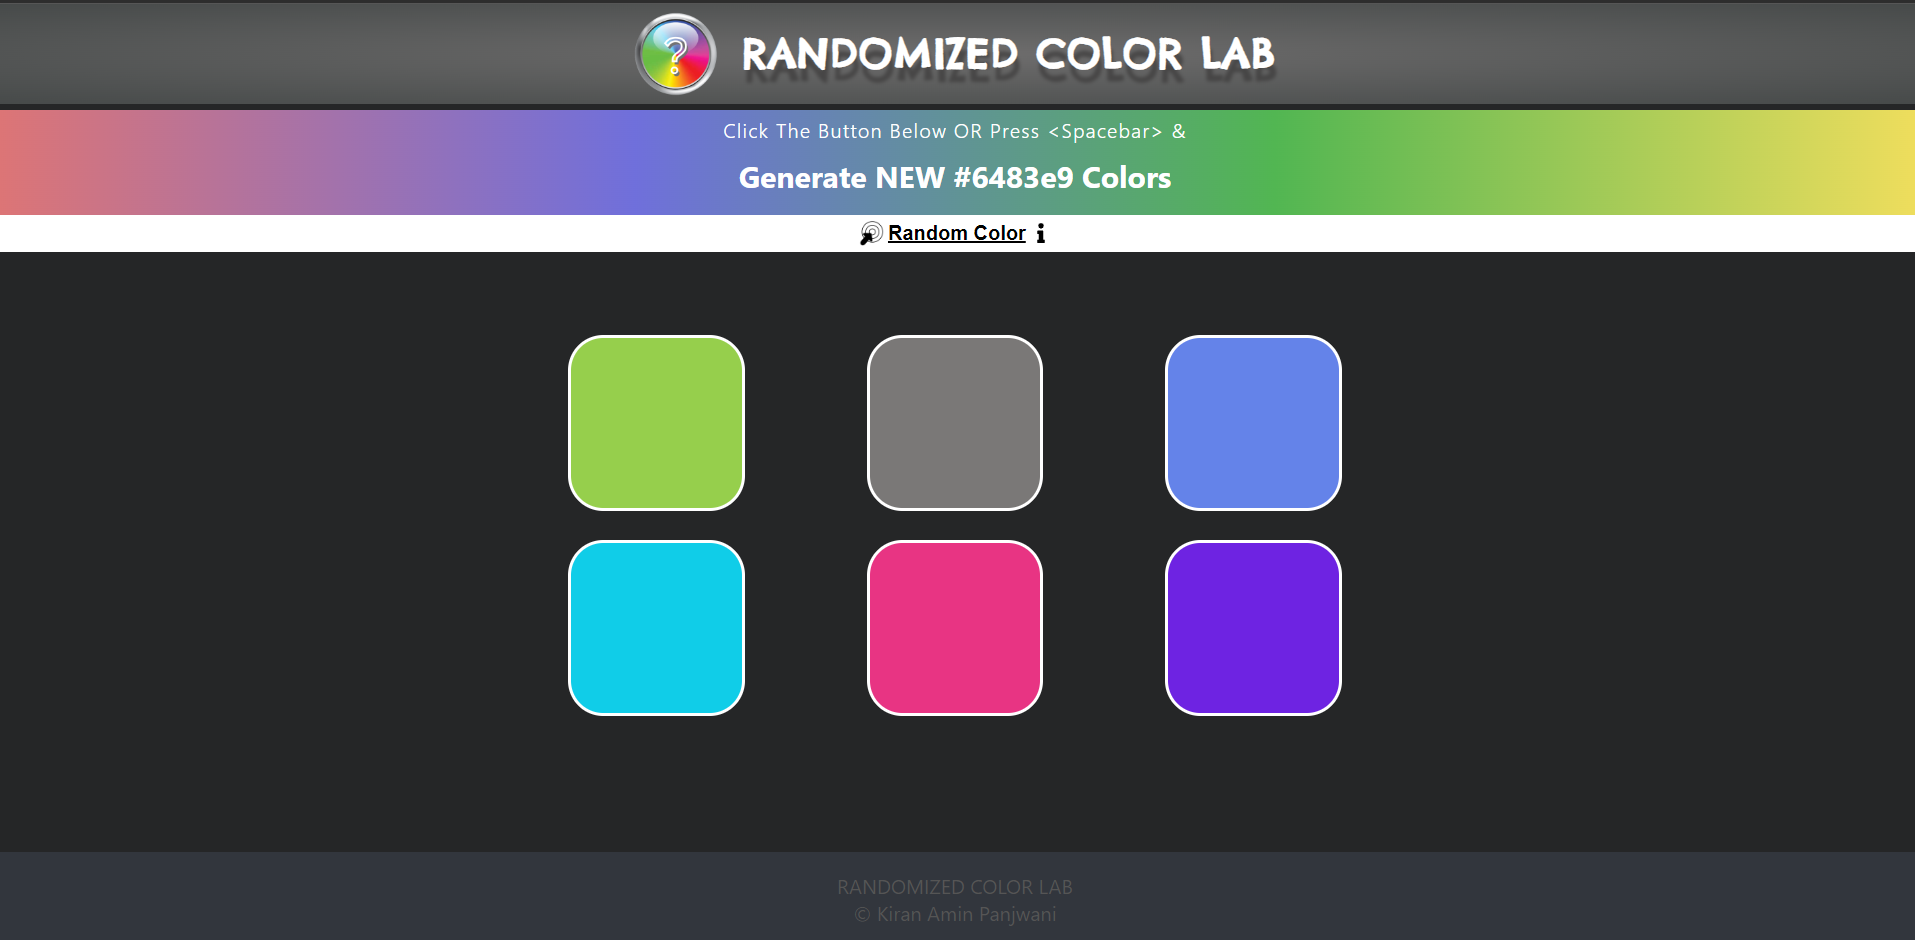 ?
RANDOMIZED COLOR LAB
Click The Button Below OR Press <Spacebar> &
Generate NEW #6483e9 Colors
Random Color i
RANDOMIZED COLOR LAB
© Kiran Amin Panjwani